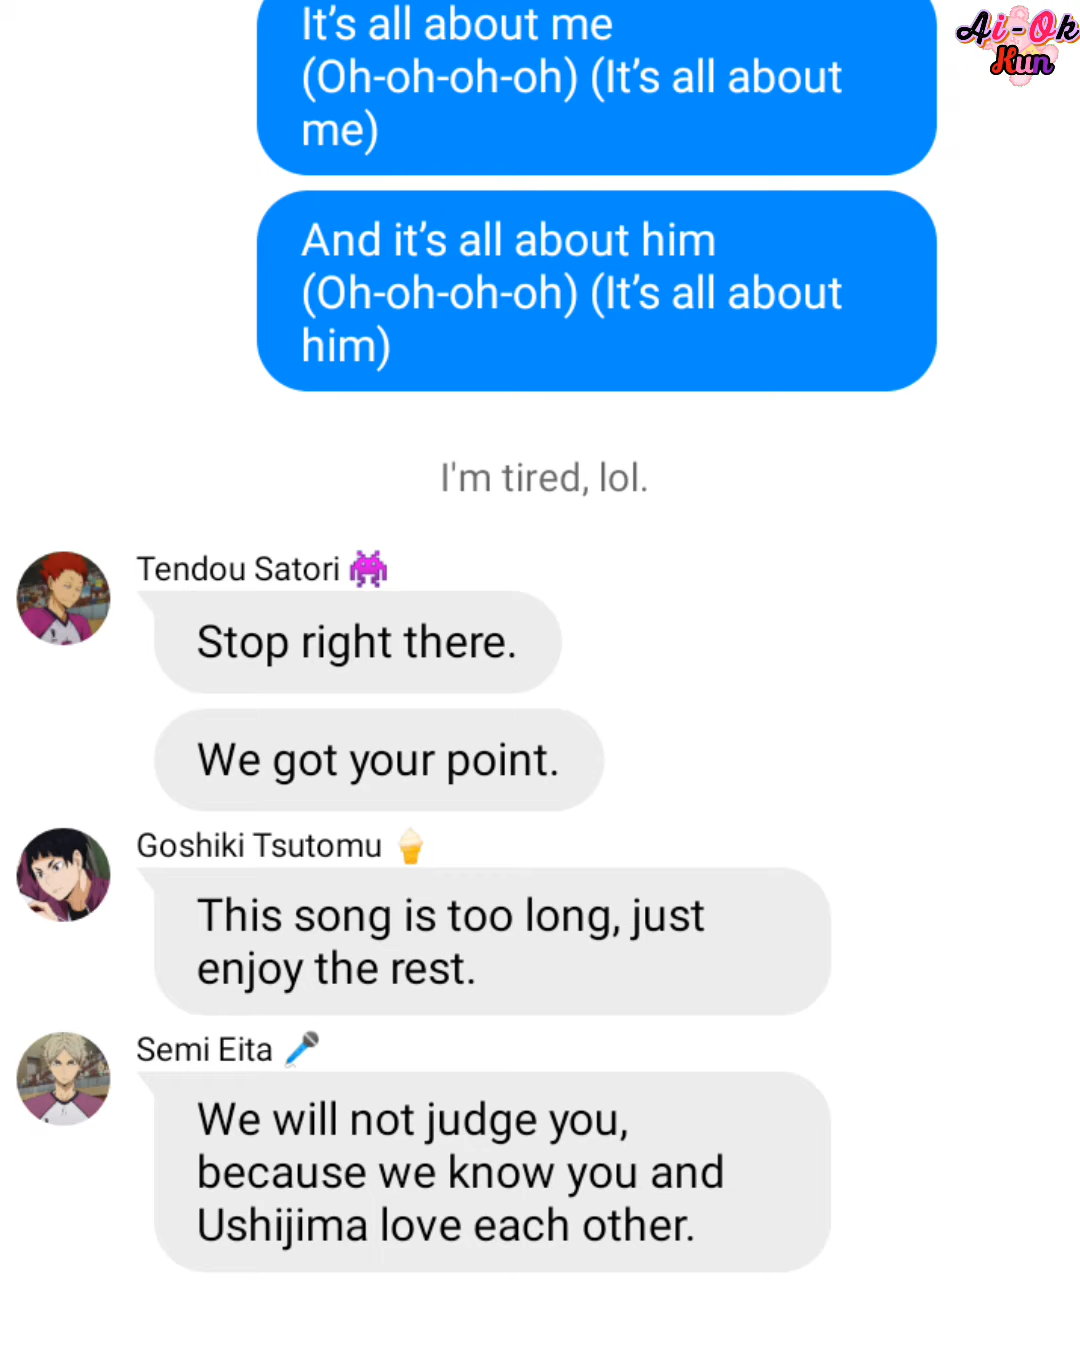 It’s all about me
(Oh-oh-oh-oh) (It’s all about
me)
And it’s all about him
(Oh-oh-oh-oh) (It’s all about
him)
I'm tired, lol.
Tendou Satori 👾
Stop right there.
We got your point.
Goshiki Tsutomu 🍦
This song is too long, just
enjoy the rest.
Semi Eita 🎤
We will not judge you,
because we know you and
Ushijima love each other.
Ai-Ok
Kun